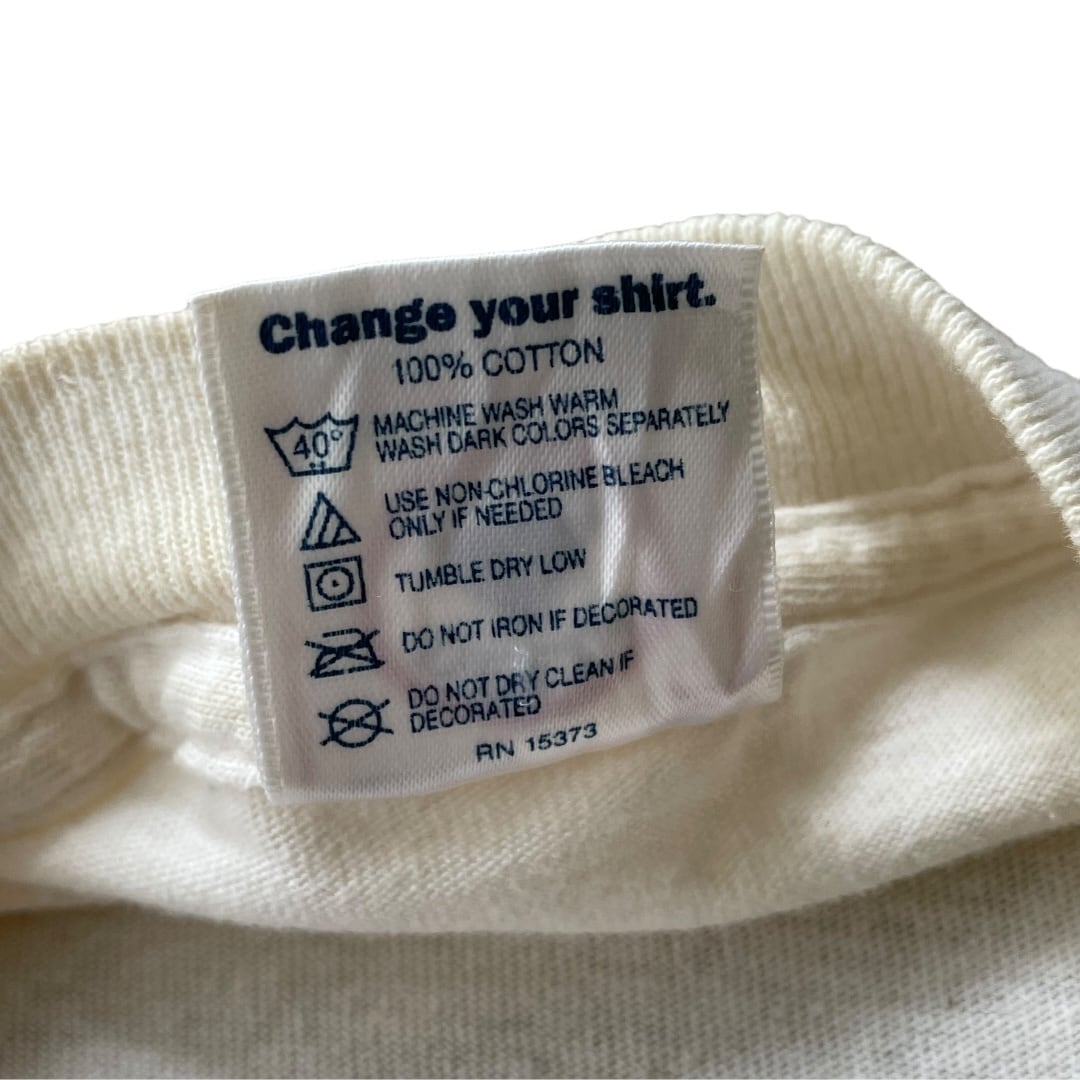 Change your shirt.
100% COTTON
40°
MACHINE WASH WARM
WASH DARK COLORS SEPARATELY
USE NON-CHLORINE BLEACH
ONLY IF NEEDED
TUMBLE DRY LOW
DO NOT IRON IF DECORATED
DO NOT DRY CLEAN IF
DECORATED
RN 15373